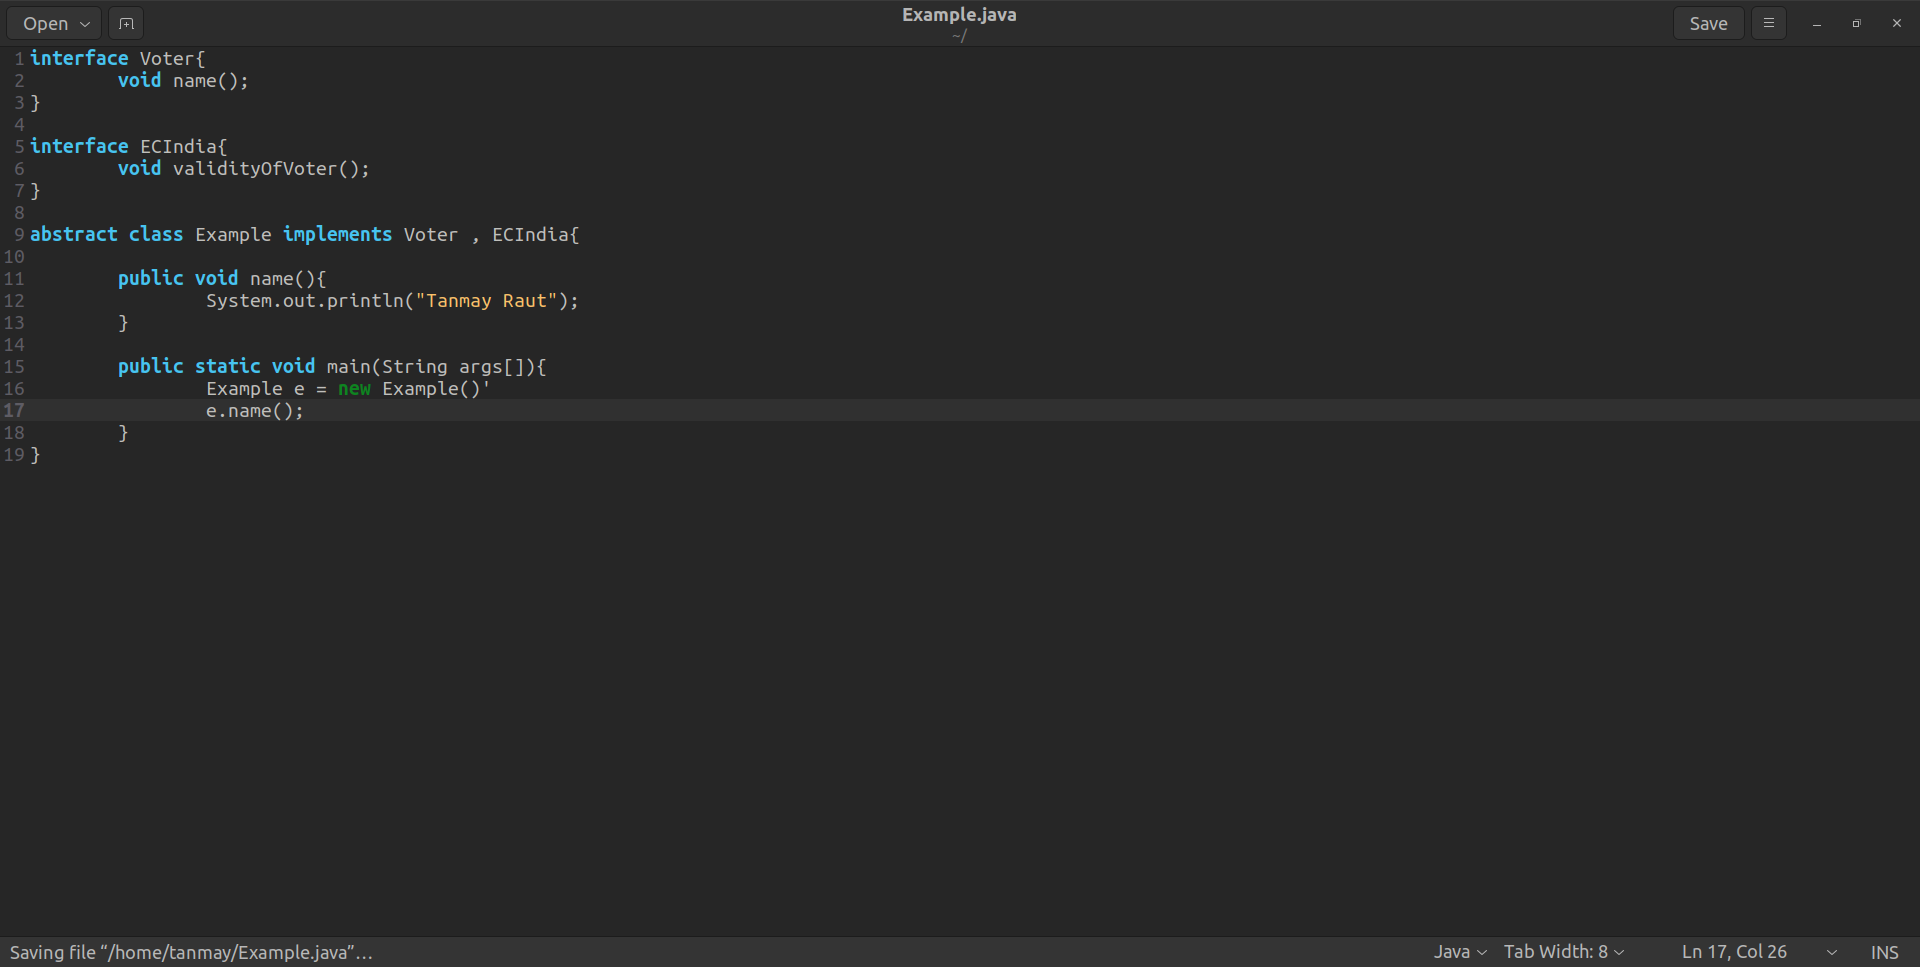 Open
Example.java
~/
Save
1 interface Voter{
2         void name();
3 }
4
5 interface ECIndia{
6         void validityOfVoter();
7 }
8
9 abstract class Example implements Voter , ECIndia{
10
11         public void name(){
12                 System.out.println("Tanmay Raut");
13         }
14
15         public static void main(String args[]){
16                 Example e = new Example()'
17                 e.name();
18         }
19 }
Saving file “/home/tanmay/Example.java”…
Java
Tab Width: 8
Ln 17, Col 26
INS